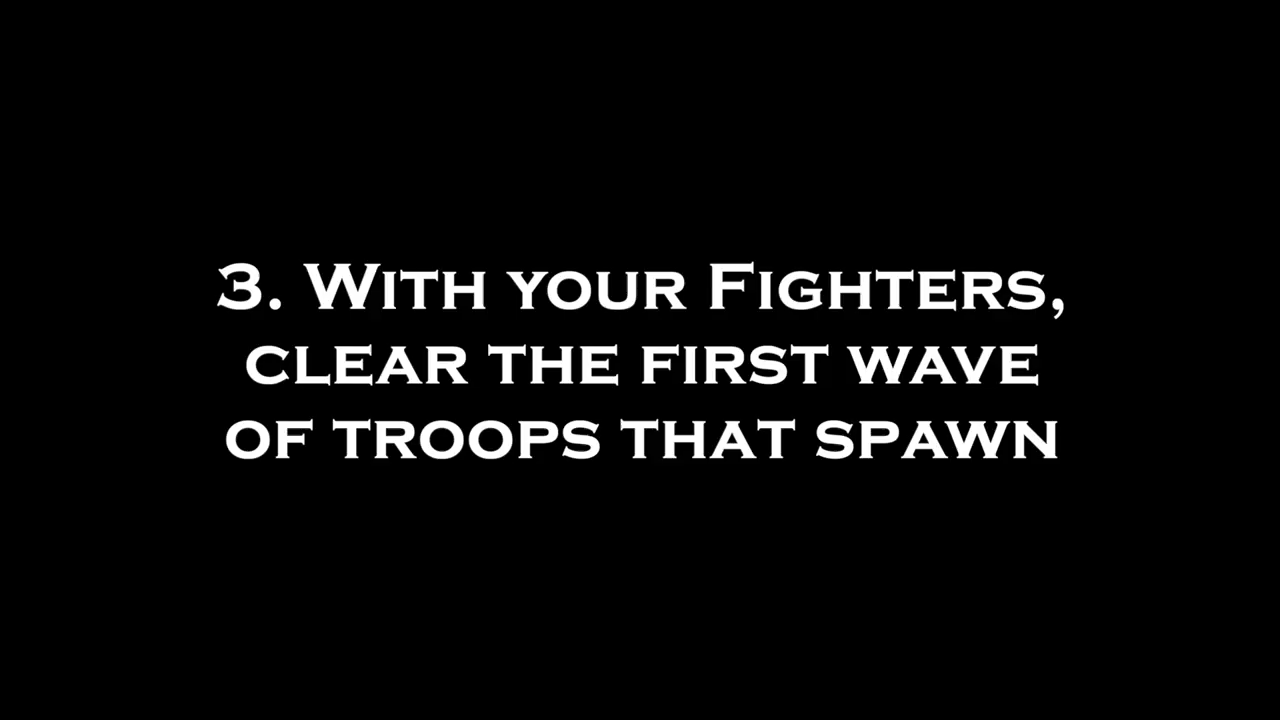 3. With your Fighters,
clear the first wave
of troops that spawn